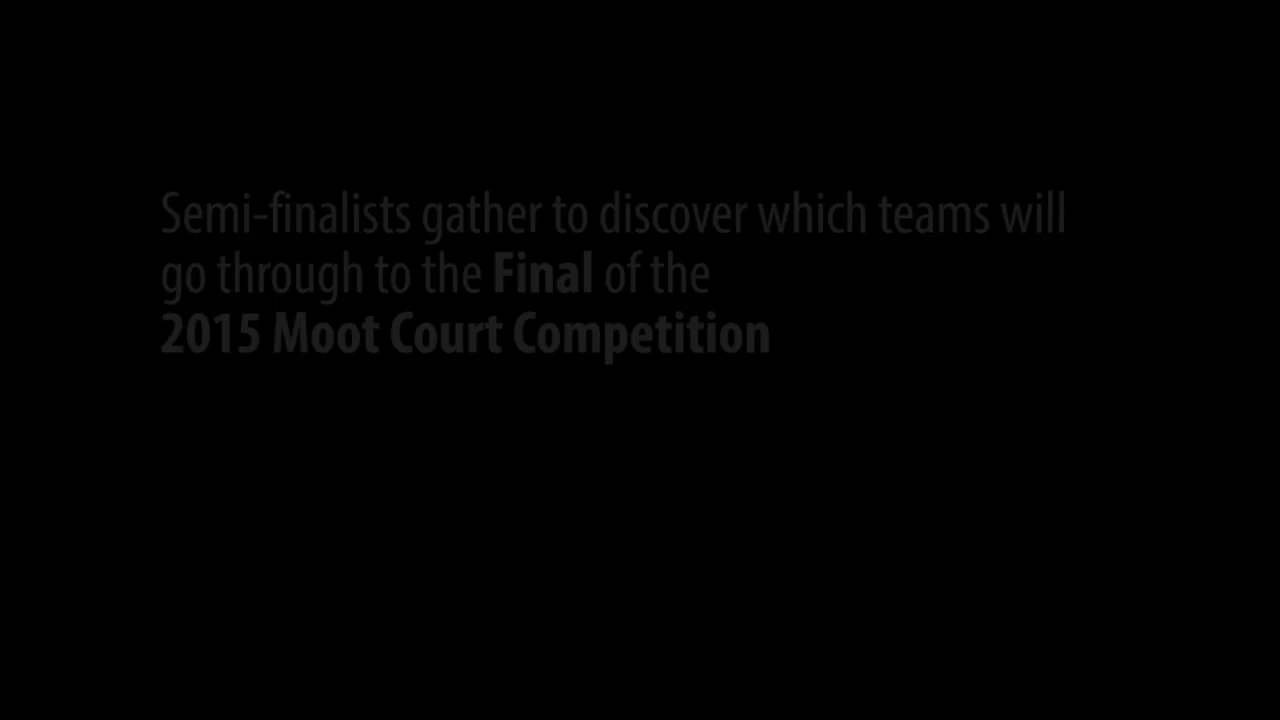 Semi-finalists gather to discover which teams will
go through to the Final of the
2015 Moot Court Competition